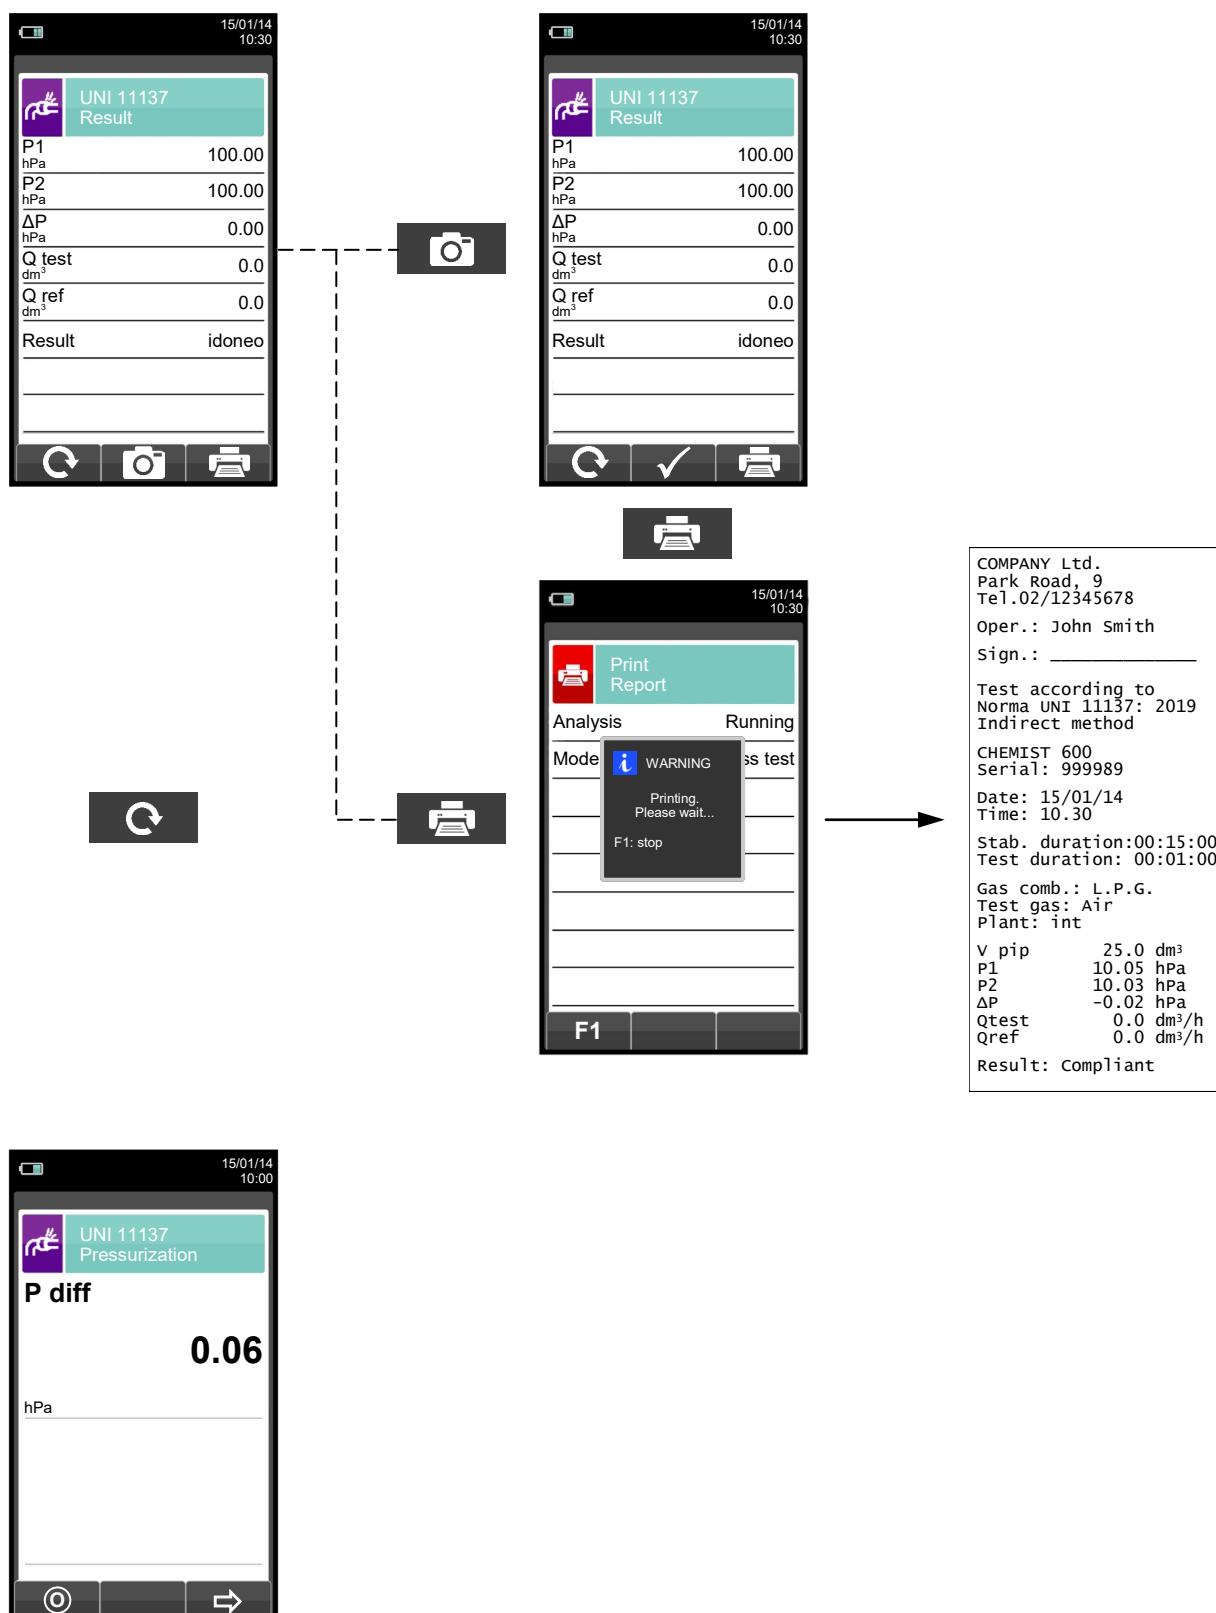 15/01/14
10:30
UNI 11137
Result
P1
hPa
100.00
P2
hPa
100.00
ΔP
hPa
0.00
Q test
dm³
0.0
Q ref
dm³
0.0
Result idoneo
15/01/14
10:30
UNI 11137
Result
P1
hPa
100.00
P2
hPa
100.00
ΔP
hPa
0.00
Q test
dm³
0.0
Q ref
dm³
0.0
Result idoneo
15/01/14
10:30
Print
Report
Analysis Running
Mode ss test
i WARNING
Printing.
Please wait...
F1: stop
F1
COMPANY Ltd.
Park Road, 9
Tel.02/12345678
Oper.: John Smith
Sign.: ______________
Test according to
Norma UNI 11137: 2019
Indirect method
CHEMIST 600
Serial: 999989
Date: 15/01/14
Time: 10.30
Stab. duration:00:15:00
Test duration: 00:01:00
Gas comb.: L.P.G.
Test gas: Air
Plant: int
V pip 25.0 dm³
P1 10.05 hPa
P2 10.03 hPa
ΔP -0.02 hPa
Qtest 0.0 dm³/h
Qref 0.0 dm³/h
Result: Compliant
15/01/14
10:00
UNI 11137
Pressurization
P diff
0.06
hPa